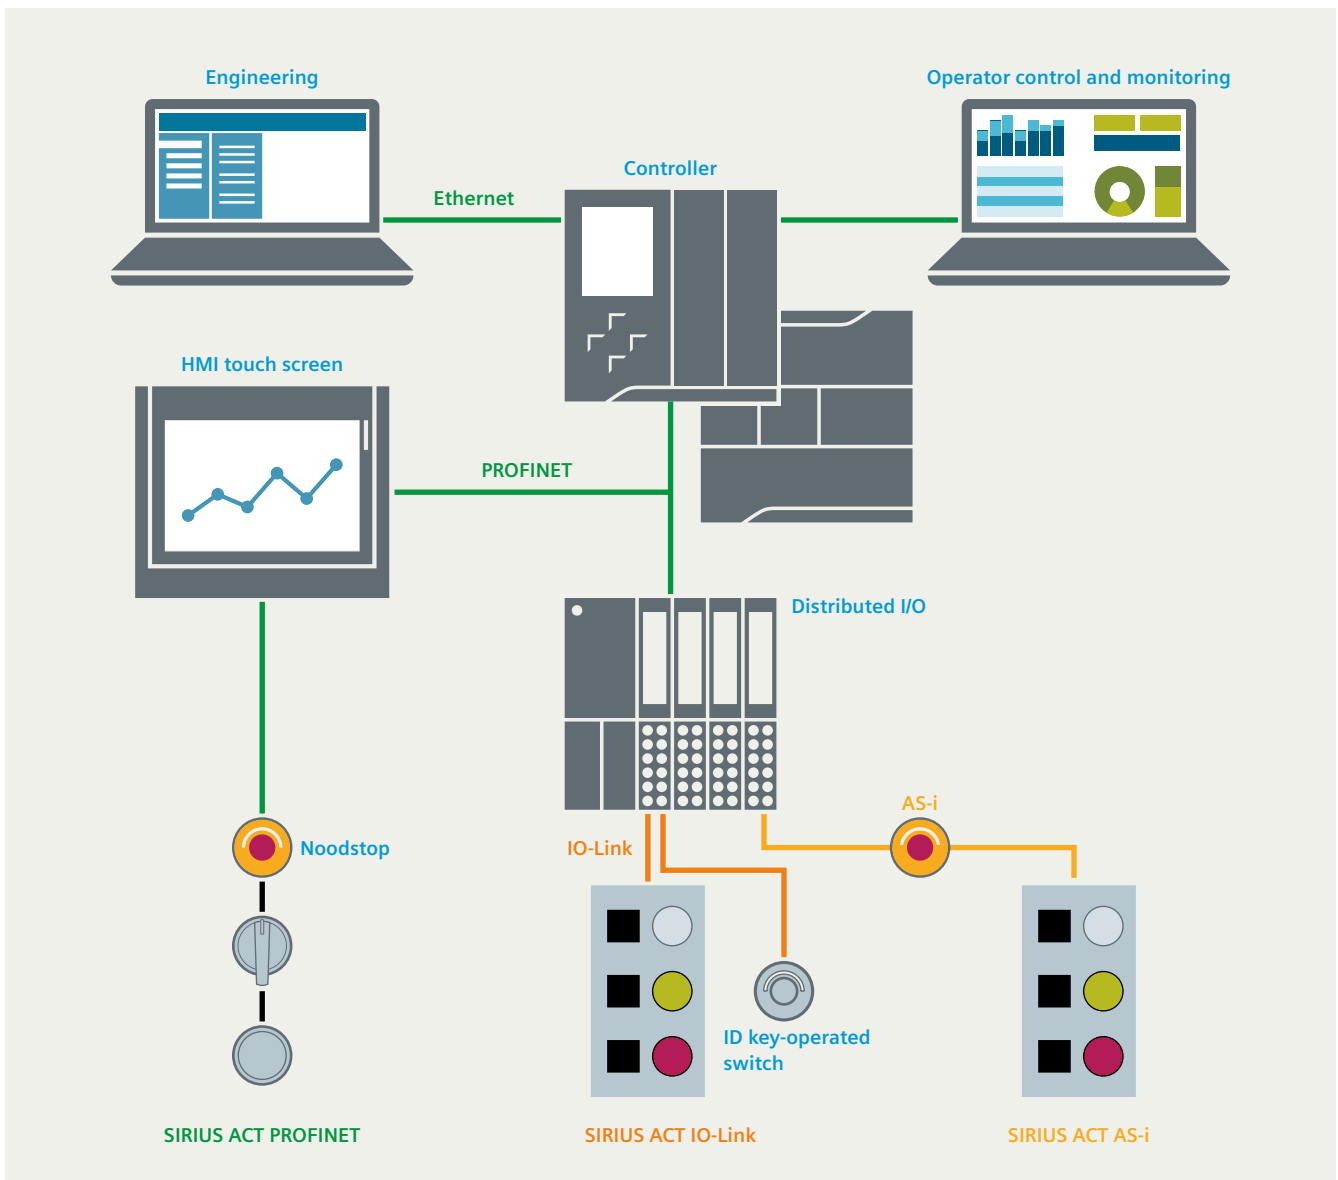 Engineering
Operator control and monitoring
Controller
Ethernet
HMI touch screen
PROFINET
Distributed I/O
AS-i
IO-Link
Noodstop
ID key-operated
switch
SIRIUS ACT PROFINET
SIRIUS ACT IO-Link
SIRIUS ACT AS-i